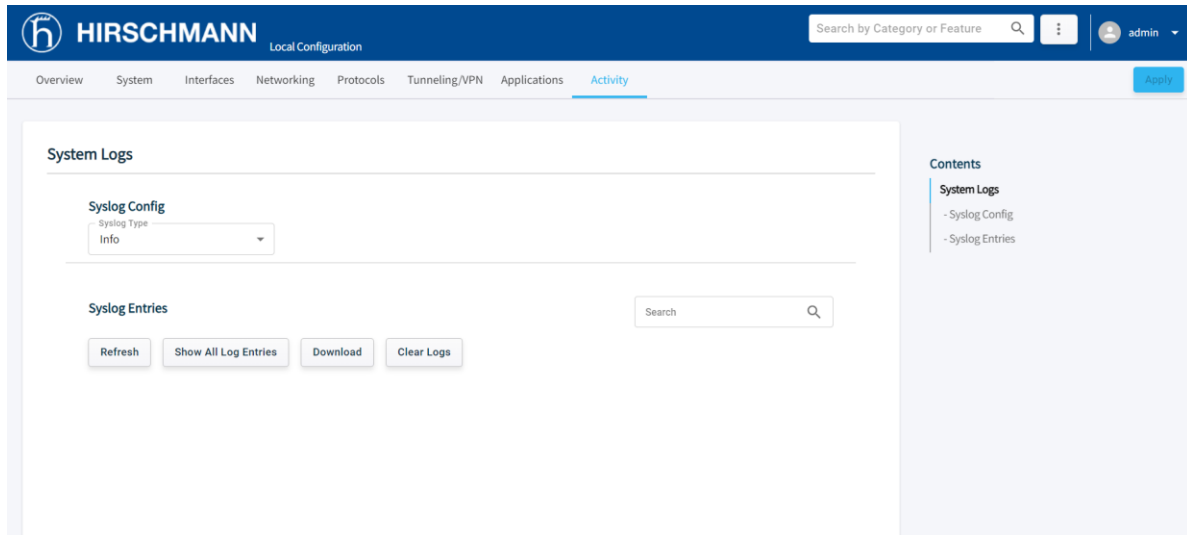 HIRSCHMANN
Local Configuration
Search by Category or Feature
admin
Overview System Interfaces Networking Protocols Tunneling/VPN Applications Activity Apply
System Logs
Syslog Config
Syslog Type
Info
Syslog Entries
Search
Refresh Show All Log Entries Download Clear Logs
Contents
System Logs
- Syslog Config
- Syslog Entries